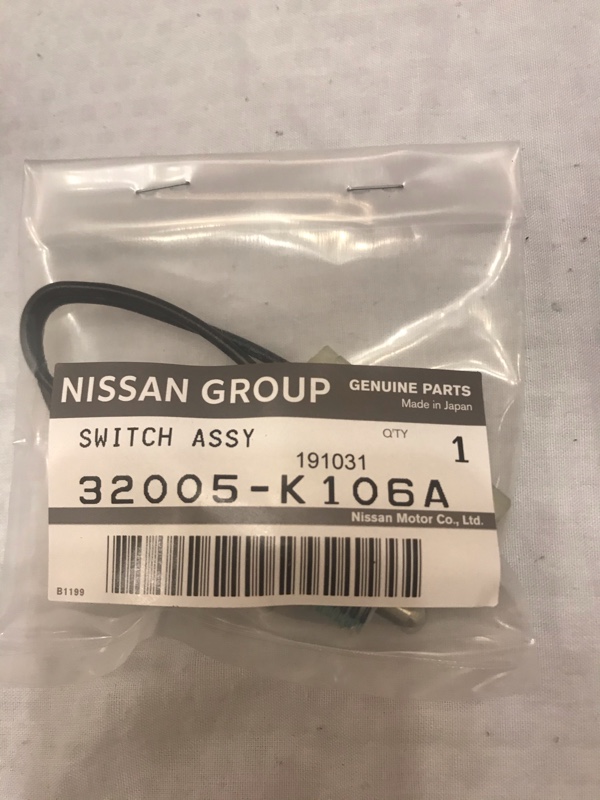 NISSAN GROUP GENUINE PARTS
Made in Japan
SWITCH ASSY Q'TY 1
191031
32005-K106A
Nissan Motor Co., Ltd.
B1199